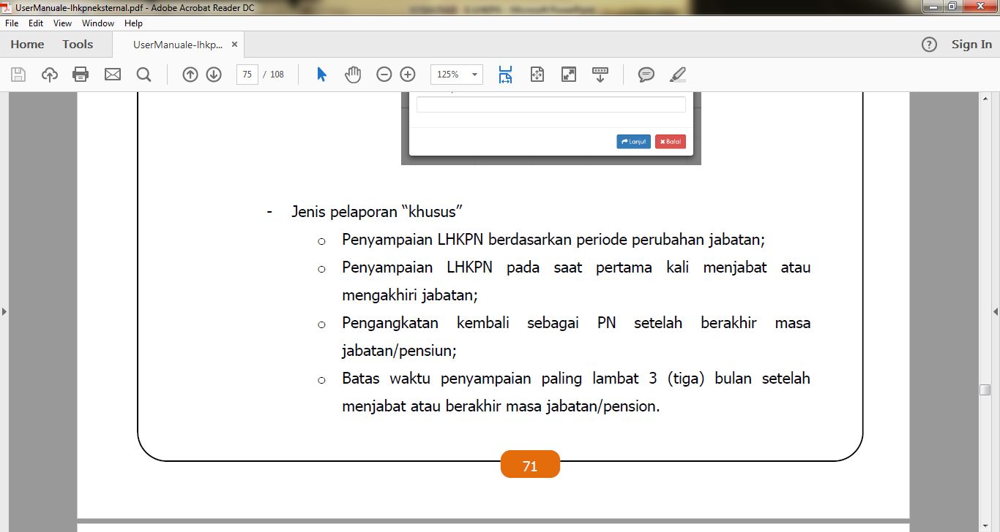 UserManuale-lhkpneksternal.pdf - Adobe Acrobat Reader DC
File Edit View Window Help
Home Tools UserManuale-lhkp... × ? Sign In
75 / 108 125%
Lanjut Batal
- Jenis pelaporan “khusus”
o Penyampaian LHKPN berdasarkan periode perubahan jabatan;
o Penyampaian LHKPN pada saat pertama kali menjabat atau
mengakhiri jabatan;
o Pengangkatan kembali sebagai PN setelah berakhir masa
jabatan/pensiun;
o Batas waktu penyampaian paling lambat 3 (tiga) bulan setelah
menjabat atau berakhir masa jabatan/pension.
71